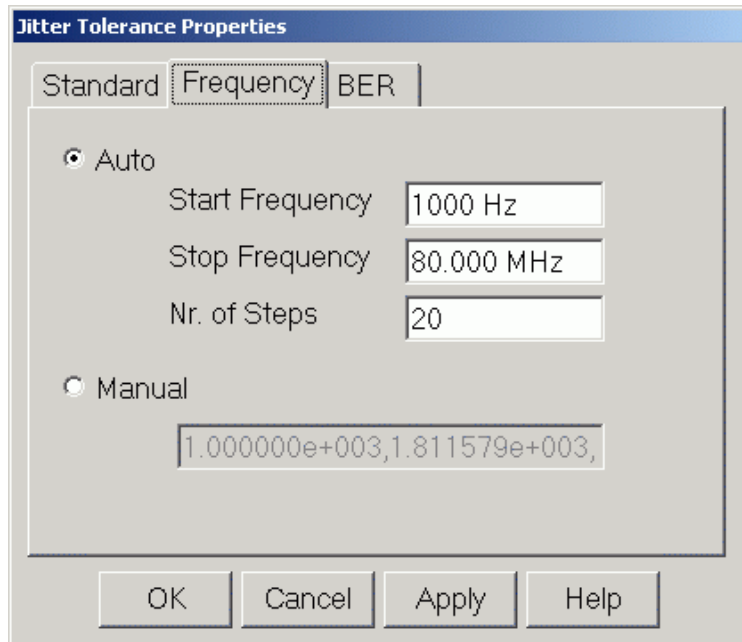 Jitter Tolerance Properties
Standard Frequency BER
Auto
Start Frequency 1000 Hz
Stop Frequency 80.000 MHz
Nr. of Steps 20
Manual
1.000000e+003,1.811579e+003,
OK Cancel Apply Help